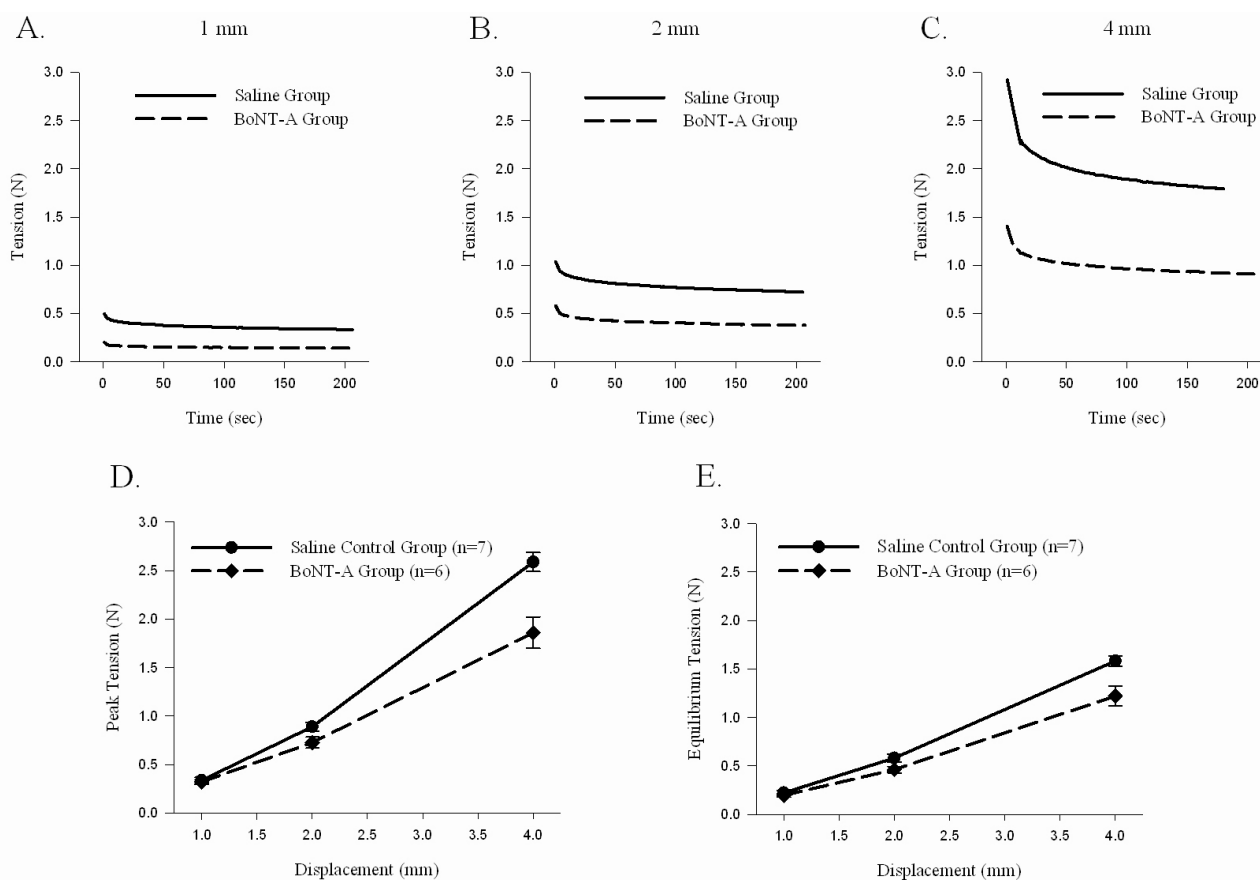 A.
1 mm
Saline Group
BoNT-A Group
Tension (N)
3.0
2.5
2.0
1.5
1.0
0.5
0.0
0 50 100 150 200
Time (sec)
B.
2 mm
Saline Group
BoNT-A Group
Tension (N)
3.0
2.5
2.0
1.5
1.0
0.5
0.0
0 50 100 150 200
Time (sec)
C.
4 mm
Saline Group
BoNT-A Group
Tension (N)
3.0
2.5
2.0
1.5
1.0
0.5
0.0
0 50 100 150 200
Time (sec)
D.
Saline Control Group (n=7)
BoNT-A Group (n=6)
Peak Tension (N)
3.0
2.5
2.0
1.5
1.0
0.5
0.0
1.0 1.5 2.0 2.5 3.0 3.5 4.0
Displacement (mm)
E.
Saline Control Group (n=7)
BoNT-A Group (n=6)
Equilibrium Tension (N)
3.0
2.5
2.0
1.5
1.0
0.5
0.0
1.0 1.5 2.0 2.5 3.0 3.5 4.0
Displacement (mm)